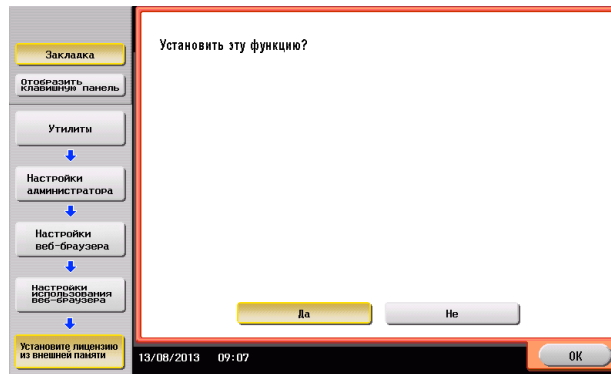 Закладка
Отобразить
клавишную панель
Утилиты
Настройки
администратора
Настройки
веб-браузера
Настройки
использования
веб-браузера
Установите лицензию
из внешней памяти
Установить эту функцию?
Да
Не
13/08/2013 09:07
OK